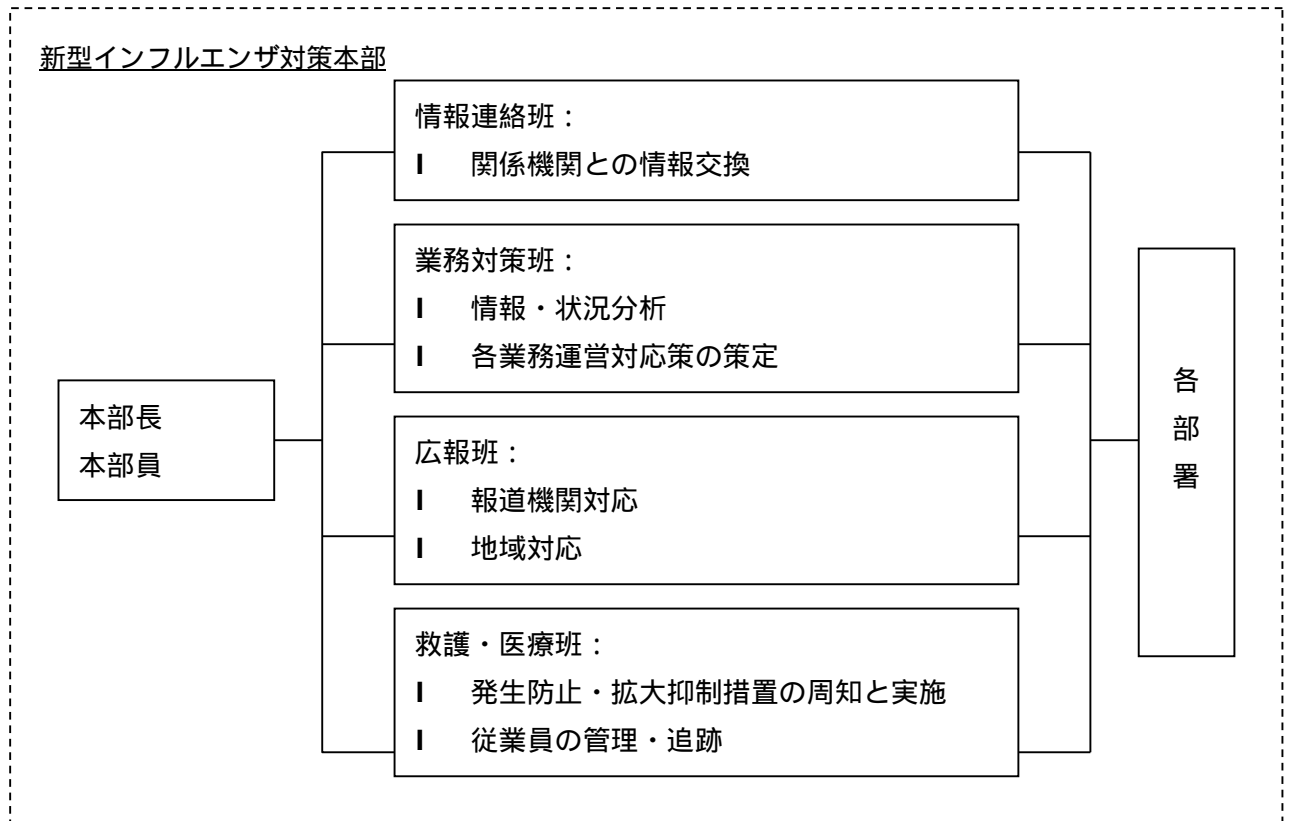 新型インフルエンザ対策本部
情報連絡班：
l 関係機関との情報交換
業務対策班：
l 情報・状況分析
l 各業務運営対応策の策定
本部長
本部員
広報班：
l 報道機関対応
l 地域対応
救護・医療班：
l 発生防止・拡大抑制措置の周知と実施
l 従業員の管理・追跡
各部署